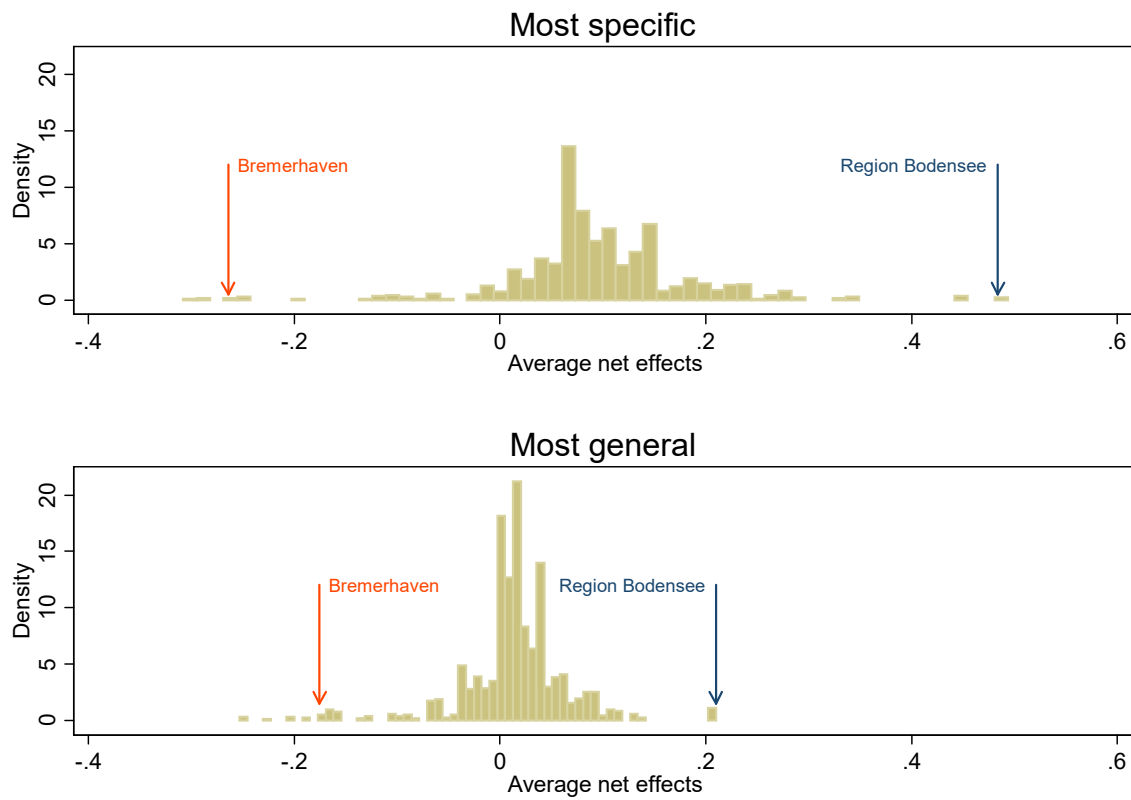 Most specific
Density
20
15
10
5
0
Bremerhaven
Region Bodensee
-.4
-.2
0
.2
.4
.6
Average net effects
Most general
Density
20
15
10
5
0
Bremerhaven
Region Bodensee
-.4
-.2
0
.2
.4
.6
Average net effects